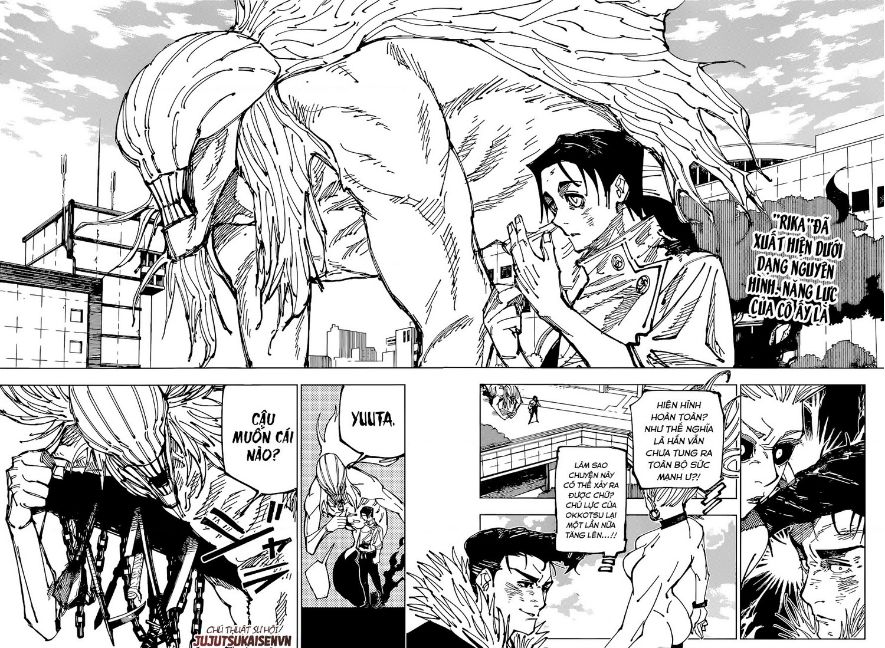 "RIKA" ĐÃ
XUẤT HIỆN DƯỚI
DẠNG NGUYÊN
HÌNH. NĂNG LỰC
CỦA CÔ ẤY LÀ
HIỆN HÌNH
HOÀN TOÀN?
NHƯ THẾ NGHĨA
LÀ HẮN VẪN
CHƯA TUNG RA
TOÀN BỘ SỨC
MẠNH Ư?!
LÀM SAO
CHUYỆN NÀY
CÓ THỂ XẢY RA
ĐƯỢC CHỨ?
CHÚ LỰC CỦA
OKKOTSU LẠI
MỘT LẦN NỮA
TĂNG LÊN...!!
YUUTA.
CẬU
MUỐN CÁI
NÀO?
CHÚ THUẬT SƯ HỒI
JUJUTSUKAISENVN